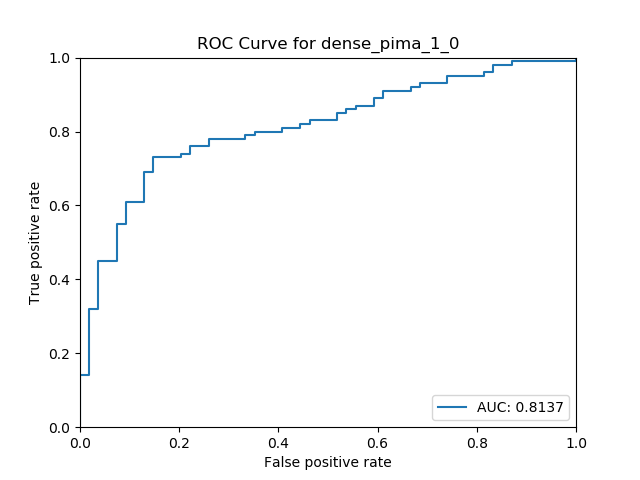 ROC Curve for dense_pima_1_0
1.0
0.8
0.6
0.4
0.2
0.0
True positive rate
AUC: 0.8137
0.0 0.2 0.4 0.6 0.8 1.0
False positive rate